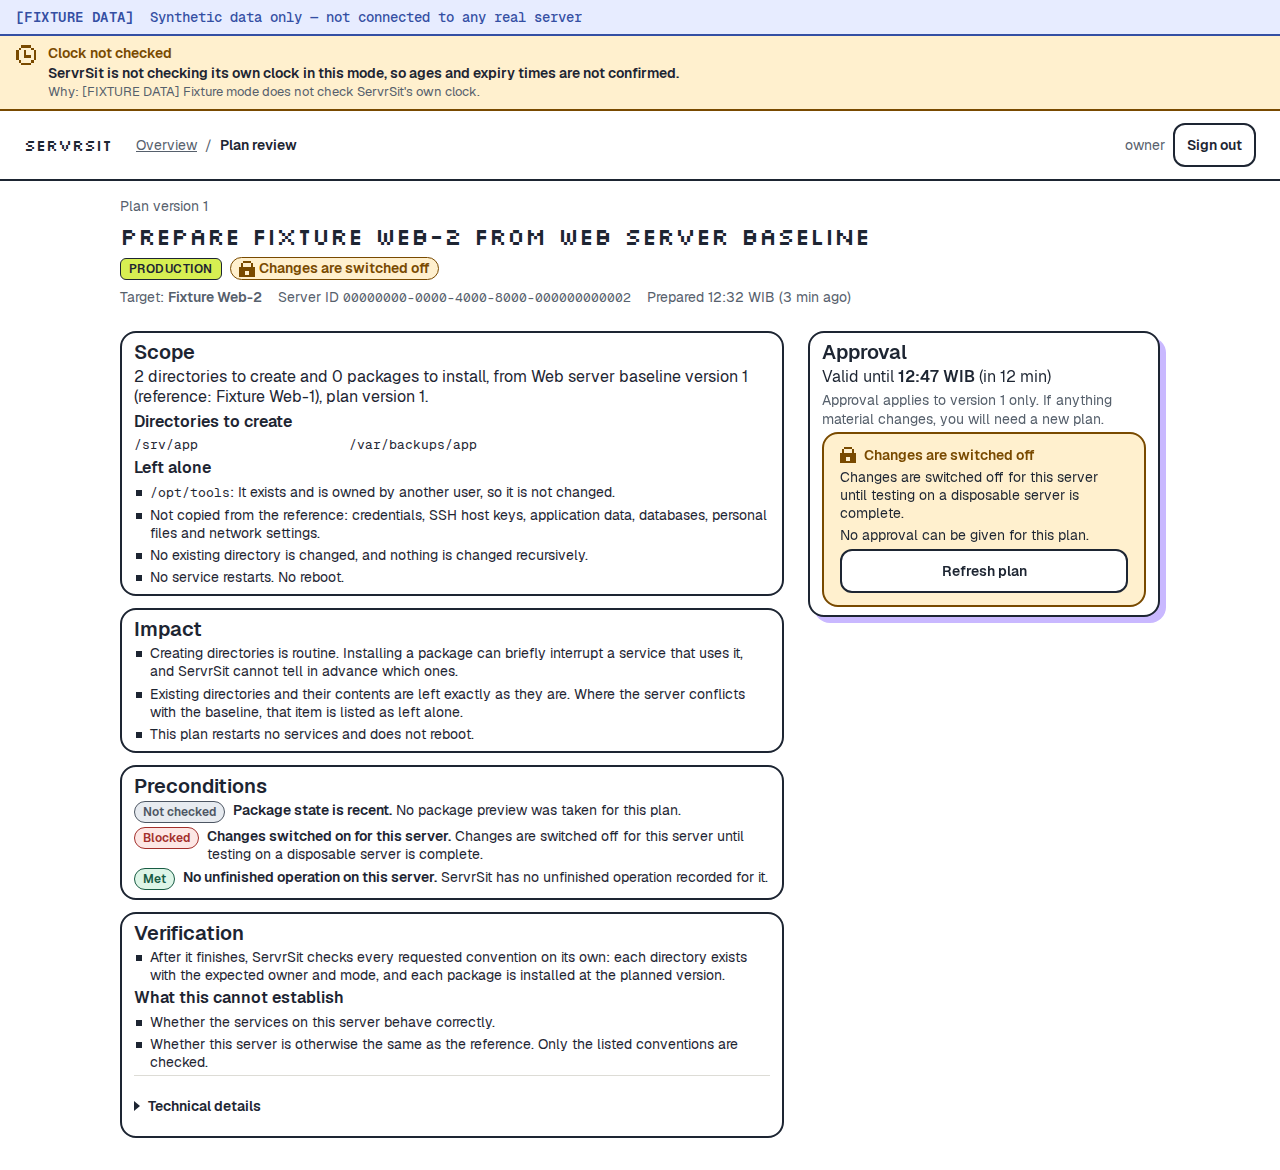 [FIXTURE DATA] Synthetic data only — not connected to any real server
Clock not checked
ServrSit is not checking its own clock in this mode, so ages and expiry times are not confirmed.
Why: [FIXTURE DATA] Fixture mode does not check ServrSit's own clock.
SERVRSIT
Overview / Plan review
owner
Sign out
Plan version 1
PREPARE FIXTURE WEB-2 FROM WEB SERVER BASELINE
PRODUCTION
Changes are switched off
Target: Fixture Web-2 Server ID 00000000-0000-4000-8000-000000000002 Prepared 12:32 WIB (3 min ago)
Scope
2 directories to create and 0 packages to install, from Web server baseline version 1
(reference: Fixture Web-1), plan version 1.
Directories to create
/srv/app /var/backups/app
Left alone
/opt/tools: It exists and is owned by another user, so it is not changed.
Not copied from the reference: credentials, SSH host keys, application data, databases, personal
files and network settings.
No existing directory is changed, and nothing is changed recursively.
No service restarts. No reboot.
Impact
Creating directories is routine. Installing a package can briefly interrupt a service that uses it,
and ServrSit cannot tell in advance which ones.
Existing directories and their contents are left exactly as they are. Where the server conflicts
with the baseline, that item is listed as left alone.
This plan restarts no services and does not reboot.
Preconditions
Not checked Package state is recent. No package preview was taken for this plan.
Blocked Changes switched on for this server. Changes are switched off for this server until
testing on a disposable server is complete.
Met No unfinished operation on this server. ServrSit has no unfinished operation recorded for it.
Verification
After it finishes, ServrSit checks every requested convention on its own: each directory exists
with the expected owner and mode, and each package is installed at the planned version.
What this cannot establish
Whether the services on this server behave correctly.
Whether this server is otherwise the same as the reference. Only the listed conventions are
checked.
Technical details
Approval
Valid until 12:47 WIB (in 12 min)
Approval applies to version 1 only. If anything
material changes, you will need a new plan.
Changes are switched off
Changes are switched off for this server
until testing on a disposable server is
complete.
No approval can be given for this plan.
Refresh plan